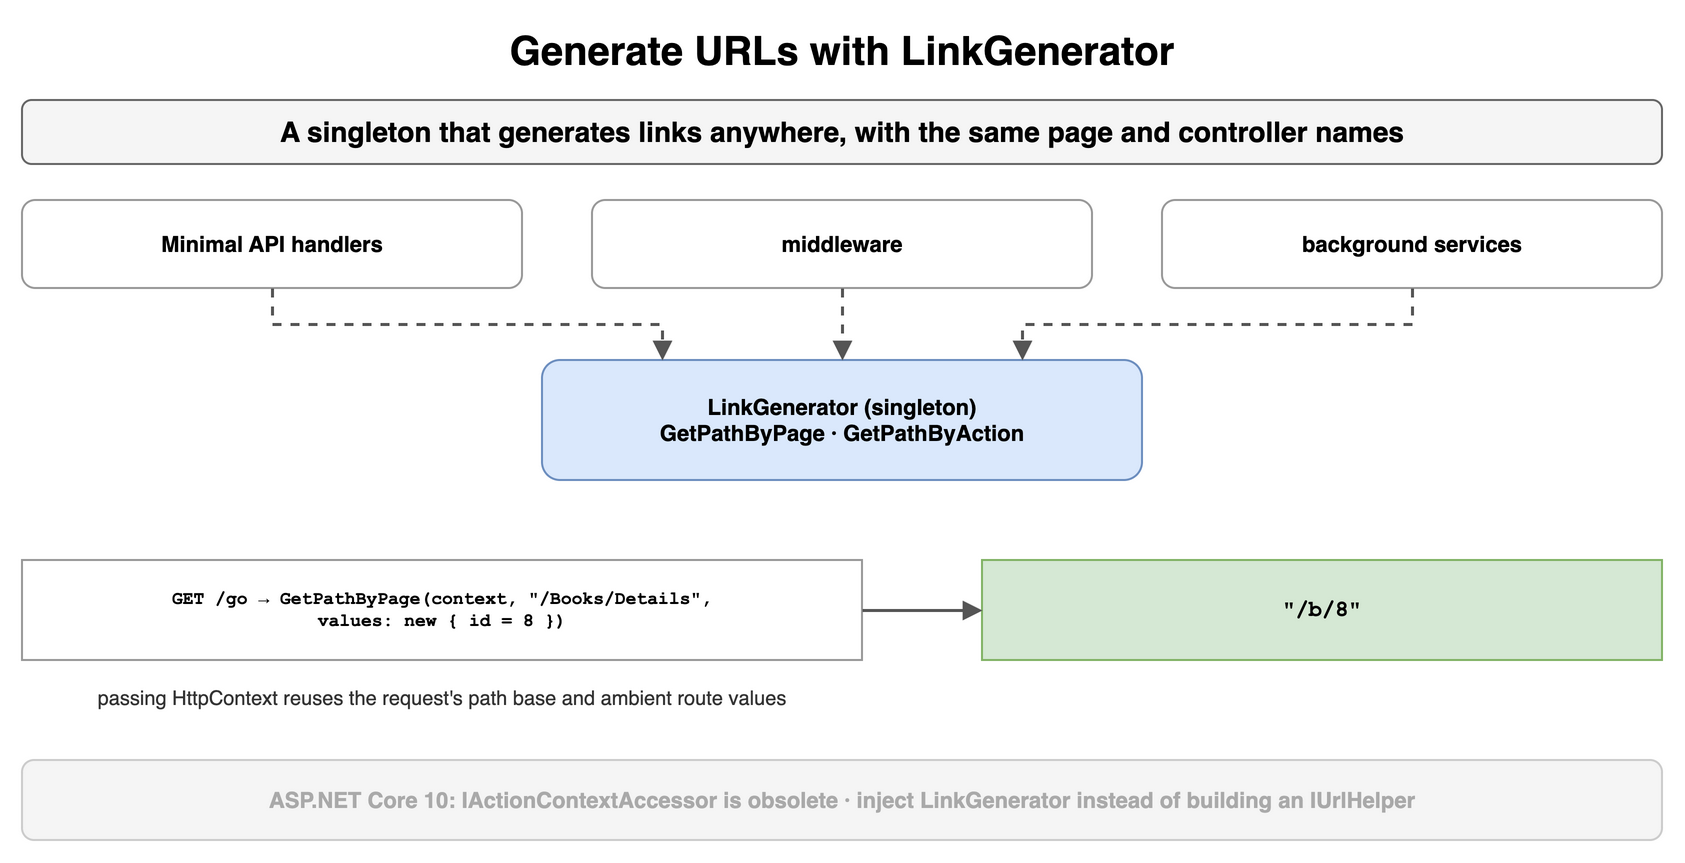 Generate URLs with LinkGenerator
A singleton that generates links anywhere, with the same page and controller names
Minimal API handlers
middleware
background services
LinkGenerator (singleton)
GetPathByPage · GetPathByAction
GET /go → GetPathByPage(context, "/Books/Details",
values: new { id = 8 })
"/b/8"
passing HttpContext reuses the request's path base and ambient route values
ASP.NET Core 10: IActionContextAccessor is obsolete · inject LinkGenerator instead of building an IUrlHelper